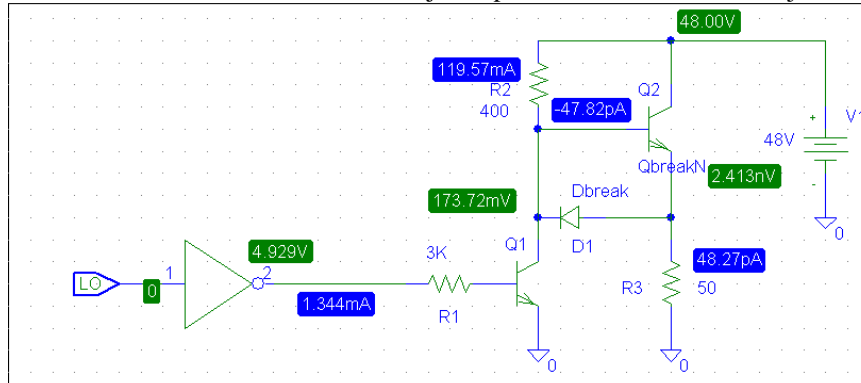 48.00V
119.57mA
R2
400
-47.82pA
Q2
QbreakN
+
V1
48V
-
0
2.413nV
173.72mV
Dbreak
D1
Q1
4.929V
3K
R1
1.344mA
LO
0
1
2
48.27pA
R3
50
0
0